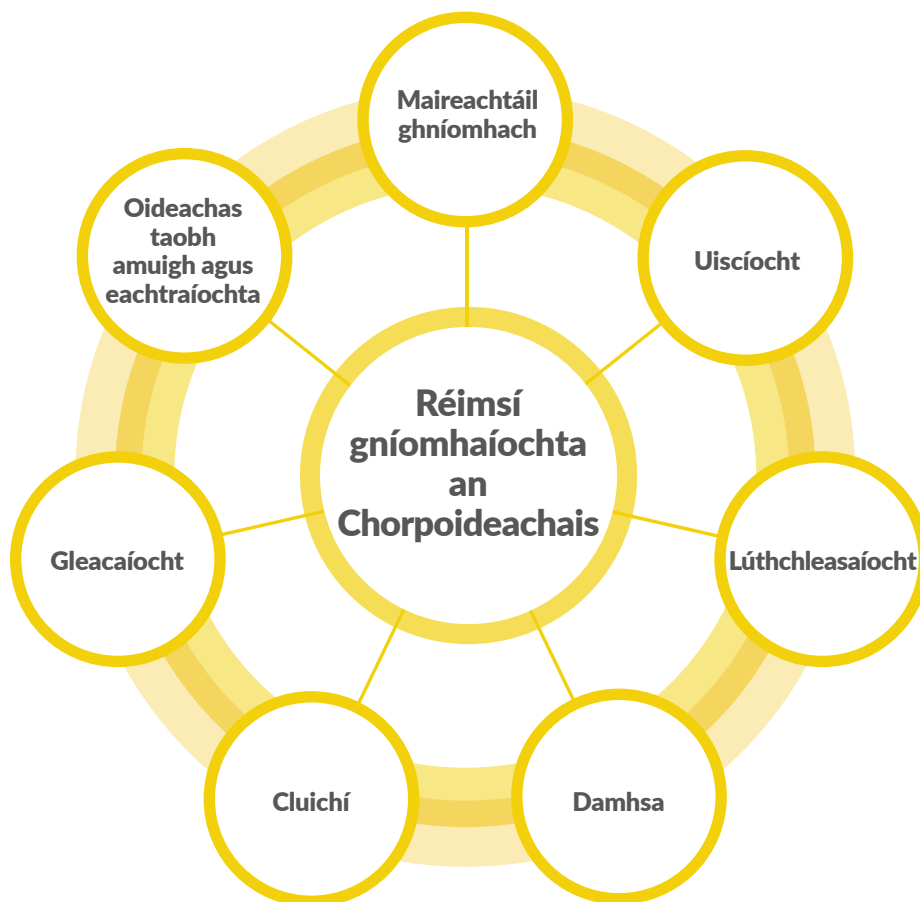 Maireachtáil
ghníomhach
Oideachas
taobh
amuigh agus
eachtraíochta
Uiscíocht
Réimsí
gníomhaíochta
an
Chorpoideachais
Gleacaíocht
Lúthchleasaíocht
Cluichí
Damhsa